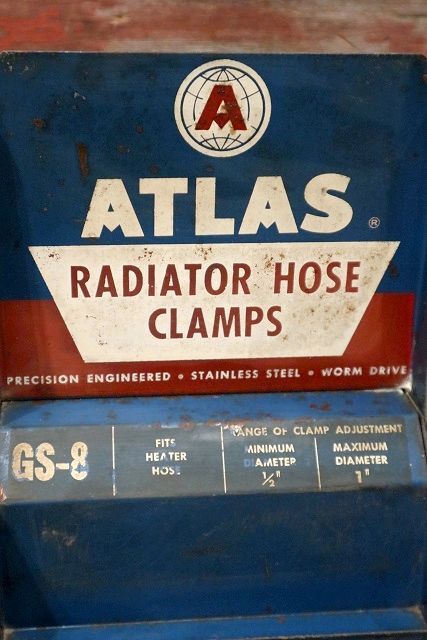 A
ATLAS ®
RADIATOR HOSE
CLAMPS
PRECISION ENGINEERED • STAINLESS STEEL • WORM DRIVE
GS-8
FITS
HEATER
HOSE
RANGE OF CLAMP ADJUSTMENT
MINIMUM
DIAMETER
1/2"
MAXIMUM
DIAMETER
1"